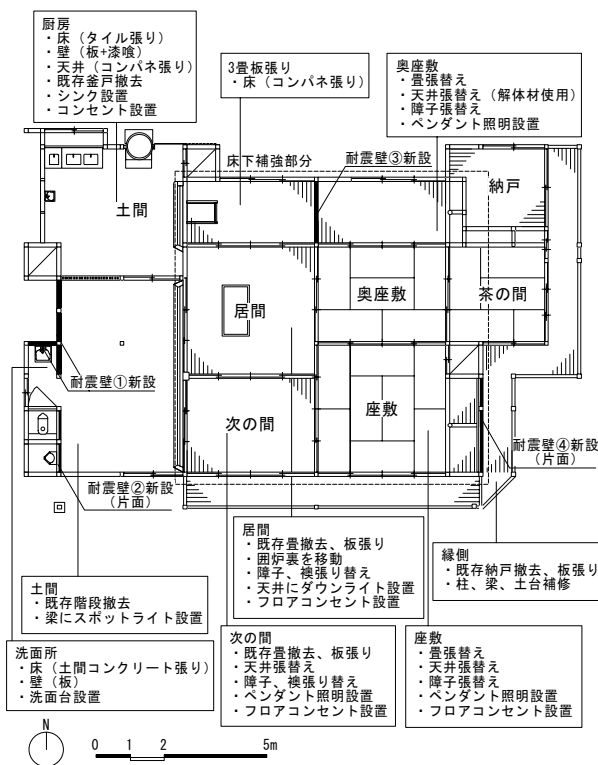 厨房
・床（タイル張り）
・壁（板+漆喰）
・天井（コンパネ張り）
・既存釜戸撤去
・シンク設置
・コンセント設置
3畳板張り
・床（コンパネ張り）
奥座敷
・畳張替え
・天井張替え（解体材使用）
・障子張替え
・ペンダント照明設置
床下補強部分
耐震壁③新設
納戸
土間
居間
奥座敷
茶の間
次の間
座敷
耐震壁①新設
耐震壁②新設
（片面）
耐震壁④新設
（片面）
土間
・既存階段撤去
・梁にスポットライト設置
居間
・既存畳撤去、板張り
・囲炉裏を移動
・障子、襖張り替え
・天井にダウンライト設置
・フロアコンセント設置
縁側
・既存納戸撤去、板張り
・柱、梁、土台補修
洗面所
・床（土間コンクリート張り）
・壁（板）
・洗面台設置
次の間
・既存畳撤去、板張り
・天井張替え
・障子、襖張り替え
・ペンダント照明設置
・フロアコンセント設置
座敷
・畳張替え
・天井張替え
・障子張替え
・ペンダント照明設置
・フロアコンセント設置
N
0 1 2 5m